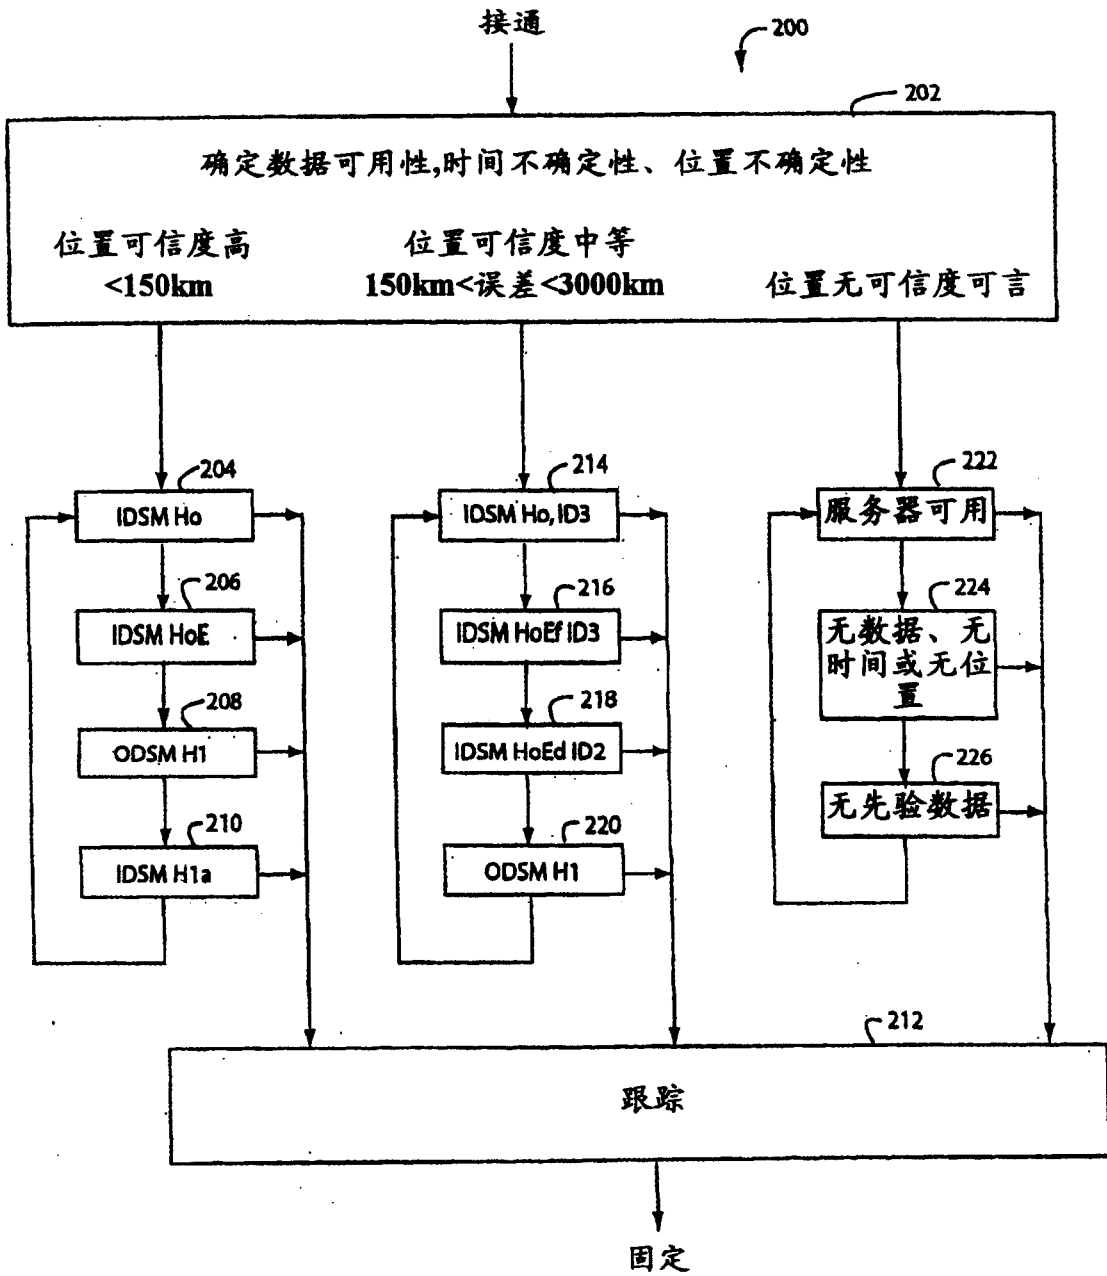 接通
200
202
确定数据可用性,时间不确定性、位置不确定性
位置可信度高
<150km
位置可信度中等
150km<误差<3000km
位置无可信度可言
204
IDSM Ho
206
IDSM HoE
208
ODSM H1
210
IDSM H1a
214
IDSM Ho, ID3
216
IDSM HoEf ID3
218
IDSM HoEd ID2
220
ODSM H1
222
服务器可用
224
无数据、无
时间或无位
置
226
无先验数据
212
跟踪
固定